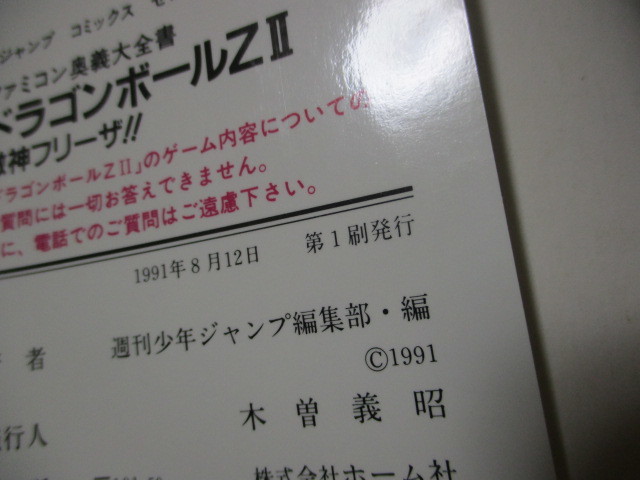 ジャンプ コミックス セ
ファミコン奥義大全書
ドラゴンボールZⅡ
神フリーザ!!
ドラゴンボールZⅡ」のゲーム内容についての
質問には一切お答えできません。
に、電話でのご質問はご遠慮下さい。
1991年8月12日 第1刷発行
者 週刊少年ジャンプ編集部・編
©1991
行人 木曽義昭
株式会社ホーム社